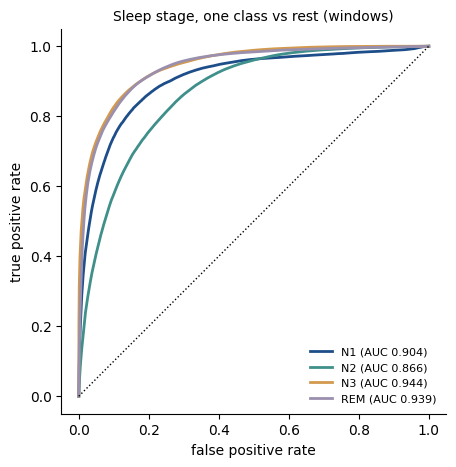 Sleep stage, one class vs rest (windows)
true positive rate
1.0
0.8
0.6
0.4
0.2
0.0
N1 (AUC 0.904)
N2 (AUC 0.866)
N3 (AUC 0.944)
REM (AUC 0.939)
0.0 0.2 0.4 0.6 0.8 1.0
false positive rate